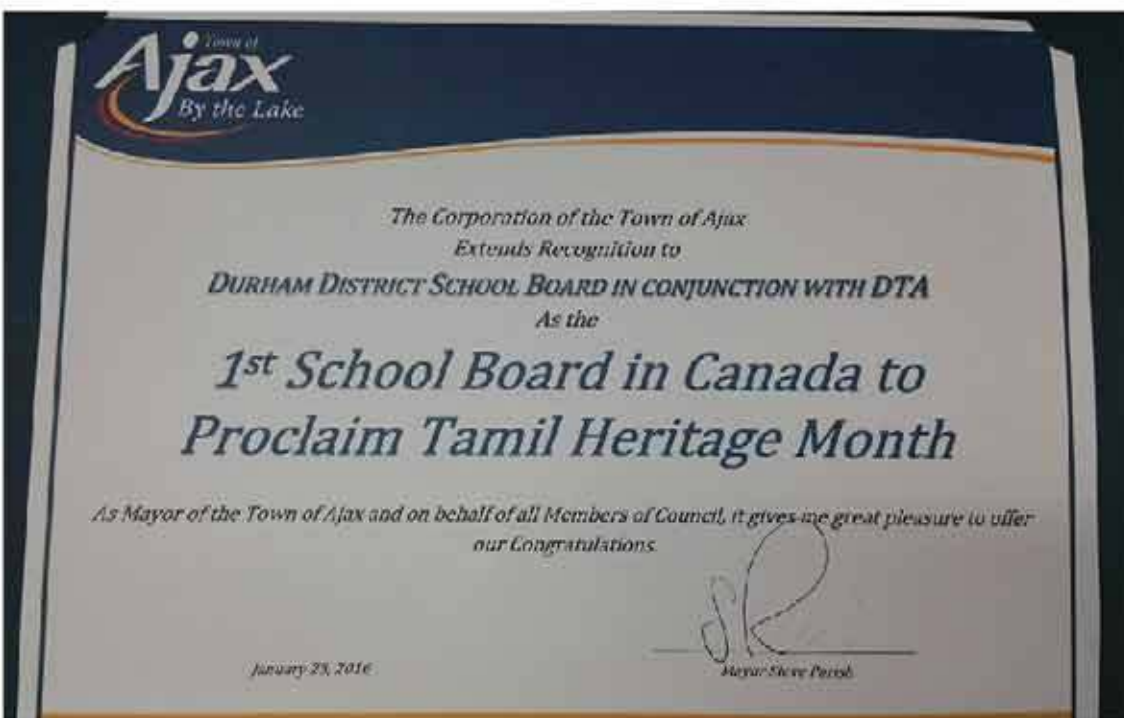 Town of
Ajax
By the Lake
The Corporation of the Town of Ajax
Extends Recognition to
DURHAM DISTRICT SCHOOL BOARD IN CONJUNCTION WITH DTA
As the
1st School Board in Canada to
Proclaim Tamil Heritage Month
As Mayor of the Town of Ajax and on behalf of all Members of Council, it gives me great pleasure to offer
our Congratulations.
SR
January 23, 2016
Mayor Steve Parish